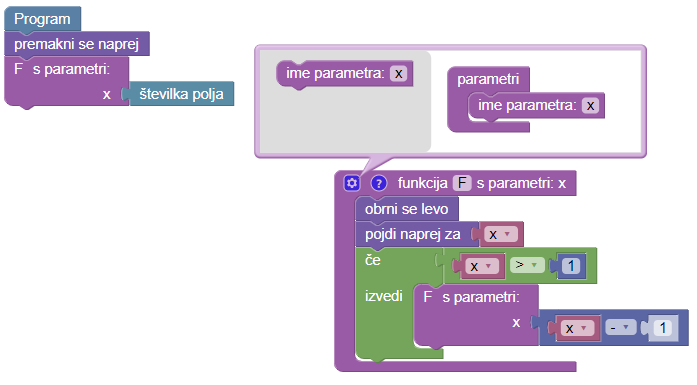 Program
premakni se naprej
F s parametri:
x številka polja
ime parametra: x
parametri
ime parametra: x
? funkcija F s parametri: x
obrni se levo
pojdi naprej za x
če x > 1
izvedi F s parametri:
x x - 1